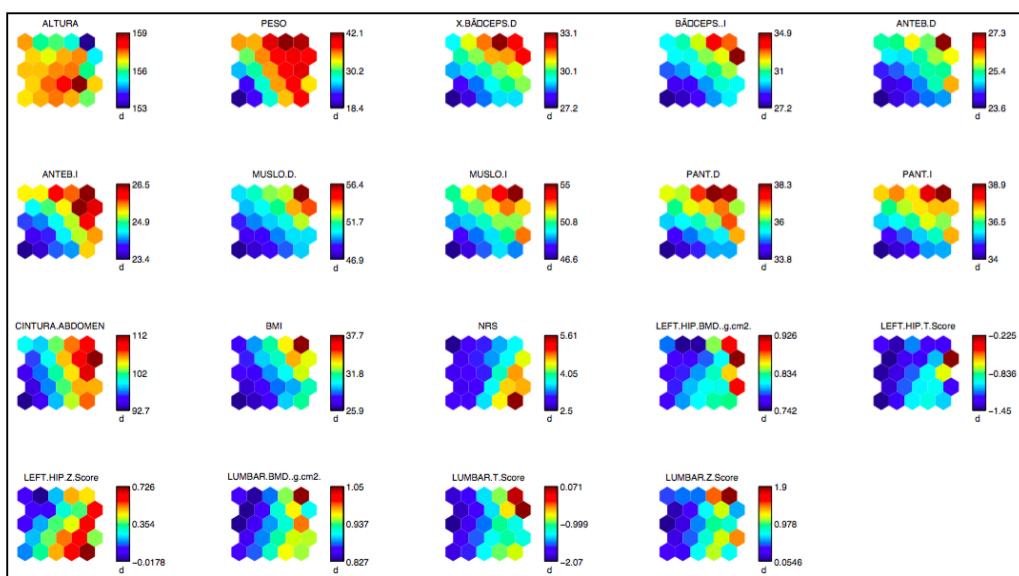 ALTURA
159
156
153
d
PESO
42.1
30.2
18.4
d
X.BÃ□CEPS.D
33.1
30.1
27.2
d
BÃ□CEPS..I
34.9
31
27.2
d
ANTEB.D
27.3
25.4
23.6
d
ANTEB.I
26.5
24.9
23.4
d
MUSLO.D.
56.4
51.7
46.9
d
MUSLO.I
55
50.8
46.6
d
PANT.D
38.3
36
33.8
d
PANT.I
38.9
36.5
34
d
CINTURA.ABDOMEN
112
102
92.7
d
BMI
37.7
31.8
25.9
d
NRS
5.61
4.05
2.5
d
LEFT.HIP.BMD..g.cm2.
0.926
0.834
0.742
d
LEFT.HIP.T.Score
−0.225
−0.836
−1.45
d
LEFT.HIP.Z.Score
0.726
0.354
−0.0178
d
LUMBAR.BMD..g.cm2.
1.05
0.937
0.827
d
LUMBAR.T.Score
0.071
−0.999
−2.07
d
LUMBAR.Z.Score
1.9
0.978
0.0546
d